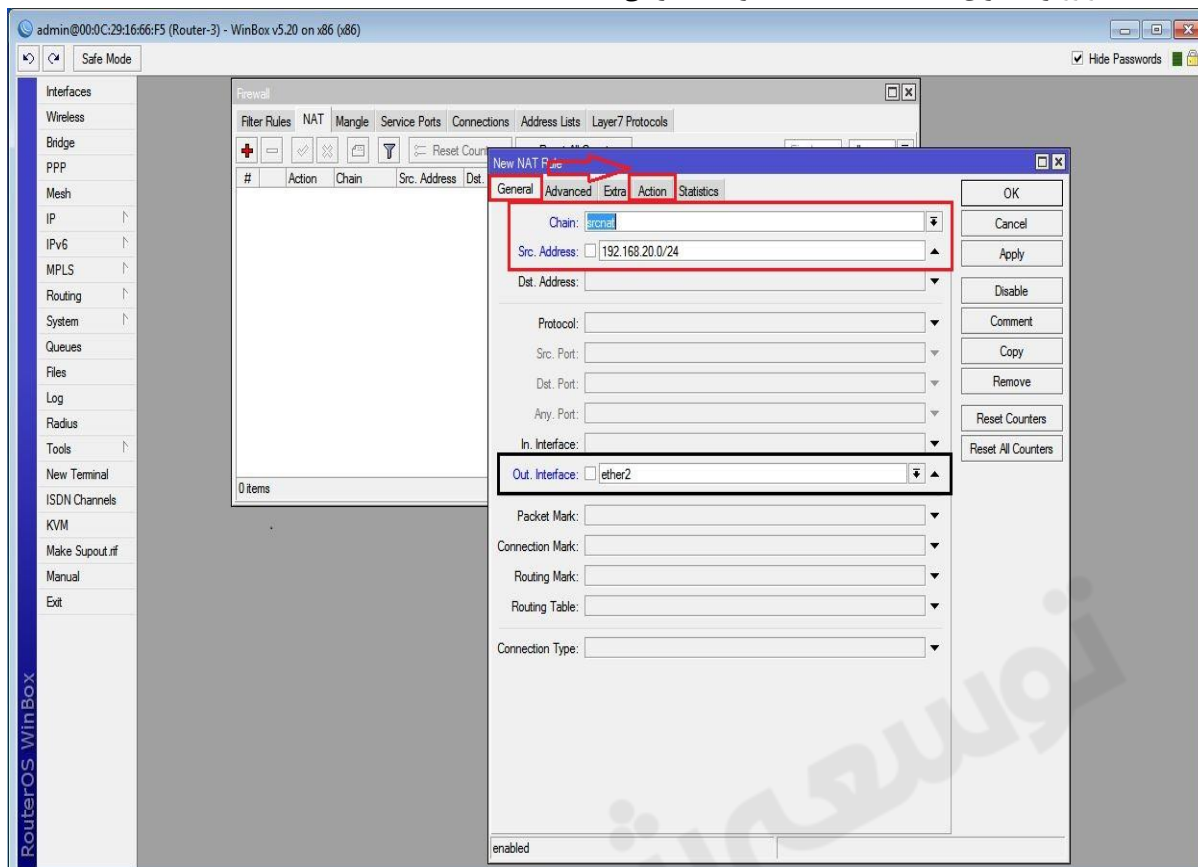 admin@00:0C:29:16:66:F5 (Router-3) - WinBox v5.20 on x86 (x86)
Safe Mode
Hide Passwords
Interfaces
Wireless
Bridge
PPP
Mesh
IP
IPv6
MPLS
Routing
System
Queues
Files
Log
Radius
Tools
New Terminal
ISDN Channels
KVM
Make Supout.rif
Manual
Exit
RouterOS WinBox
Firewall
Filter Rules NAT Mangle Service Ports Connections Address Lists Layer7 Protocols
Reset
# Action Chain Src. Address Dst.
0 items
New NAT Rule
General Advanced Extra Action Statistics
Chain: srcnat
Src. Address: 192.168.20.0/24
Dst. Address:
Protocol:
Src. Port:
Dst. Port:
Any. Port:
In. Interface:
Out. Interface: ether2
Packet Mark:
Connection Mark:
Routing Mark:
Routing Table:
Connection Type:
enabled
OK
Cancel
Apply
Disable
Comment
Copy
Remove
Reset Counters
Reset All Counters